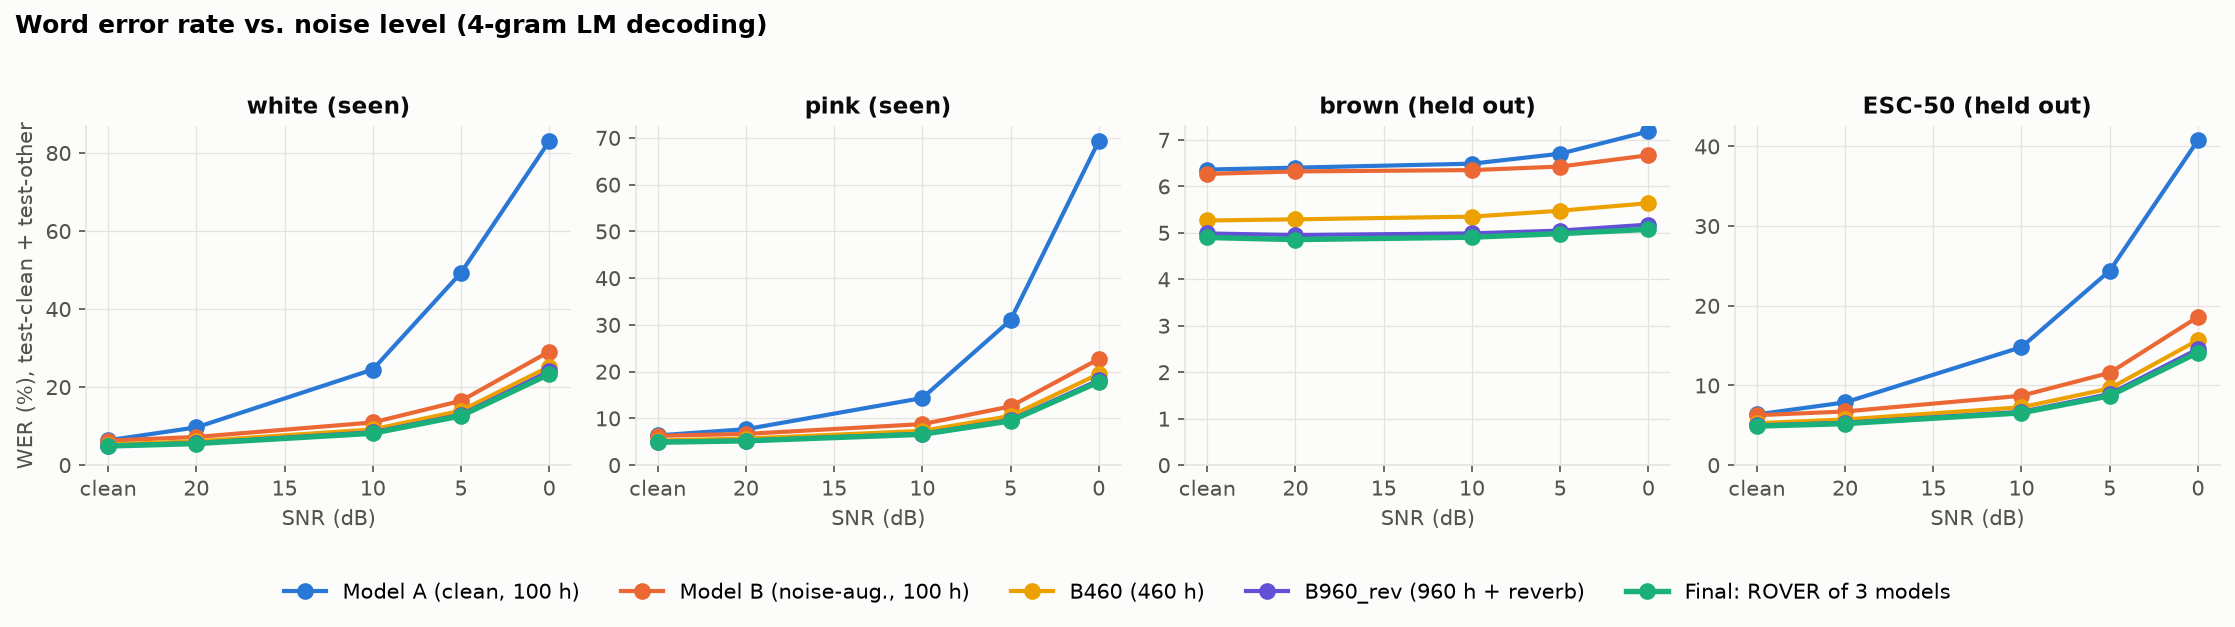 Word error rate vs. noise level (4-gram LM decoding)
white (seen)
WER (%), test-clean + test-other
80
60
40
20
0
clean 20 15 10 5 0
SNR (dB)
pink (seen)
70
60
50
40
30
20
10
0
clean 20 15 10 5 0
SNR (dB)
brown (held out)
7
6
5
4
3
2
1
0
clean 20 15 10 5 0
SNR (dB)
ESC-50 (held out)
40
30
20
10
0
clean 20 15 10 5 0
SNR (dB)
Model A (clean, 100 h) Model B (noise-aug., 100 h) B460 (460 h) B960_rev (960 h + reverb) Final: ROVER of 3 models